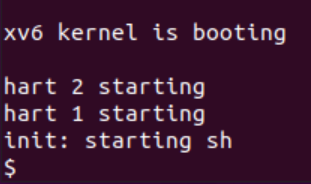 xv6 kernel is booting
hart 2 starting
hart 1 starting
init: starting sh
$